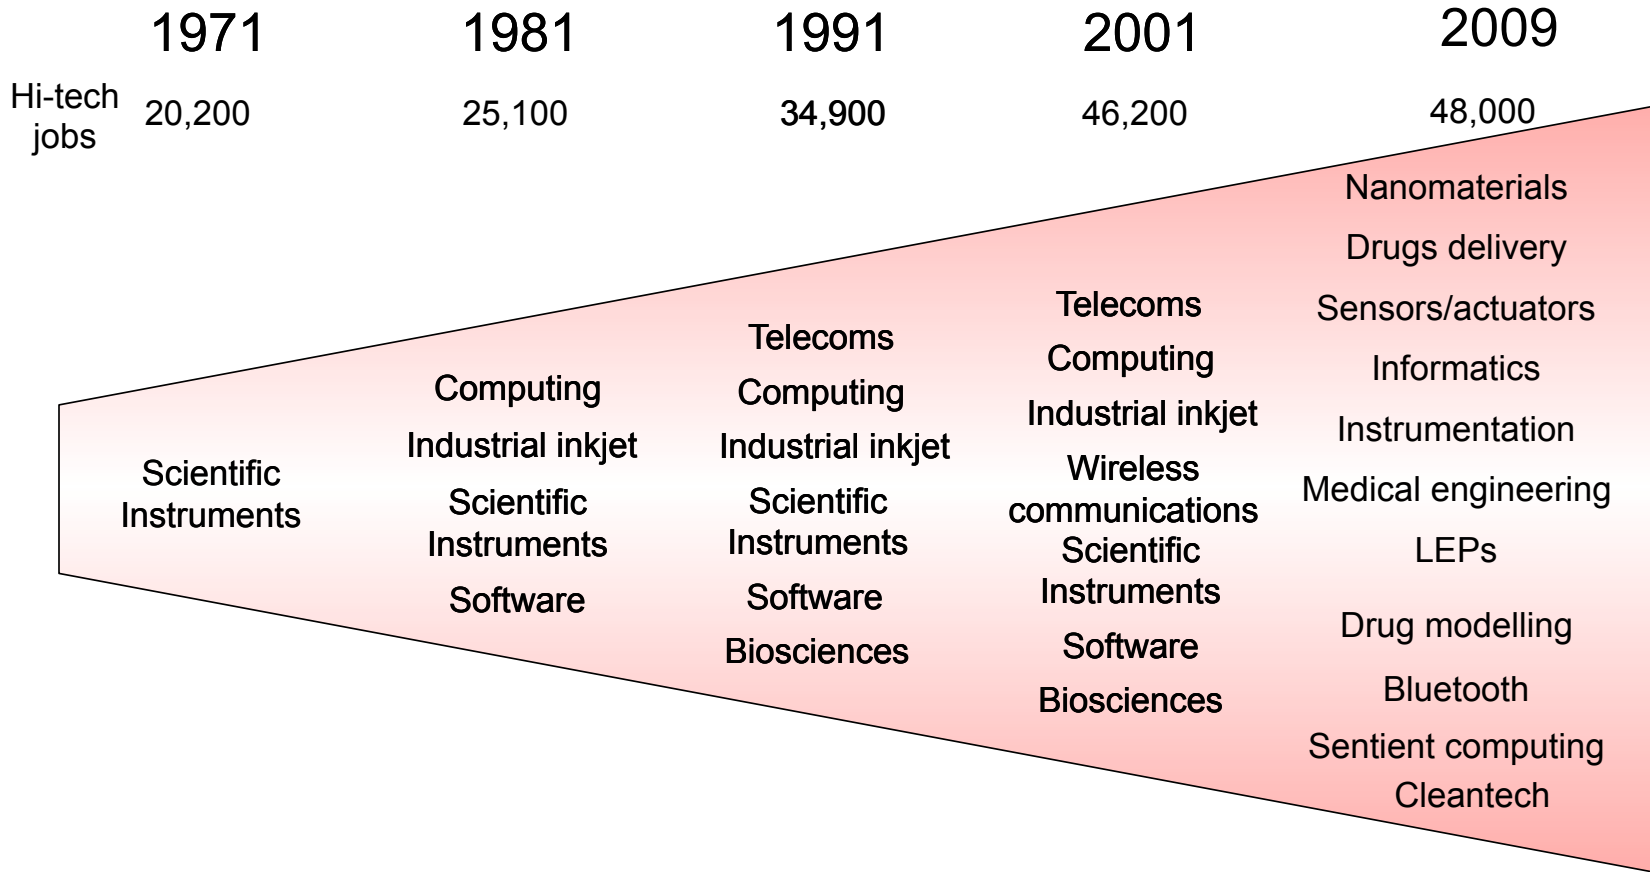 1971 1981 1991 2001 2009
Hi-tech
jobs
20,200 25,100 34,900 46,200 48,000
Scientific
Instruments
Computing
Industrial inkjet
Scientific
Instruments
Software
Telecoms
Computing
Industrial inkjet
Scientific
Instruments
Software
Biosciences
Telecoms
Computing
Industrial inkjet
Wireless
communications
Scientific
Instruments
Software
Biosciences
Nanomaterials
Drugs delivery
Sensors/actuators
Informatics
Instrumentation
Medical engineering
LEPs
Drug modelling
Bluetooth
Sentient computing
Cleantech